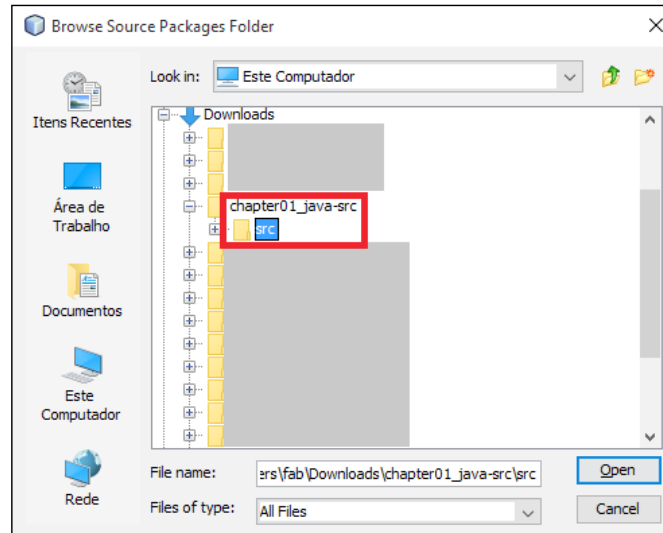 Browse Source Packages Folder
Look in: Este Computador
Itens Recentes
Área de
Trabalho
Documentos
Este
Computador
Rede
Downloads
chapter01_java-src
src
File name: ers\fab\Downloads\chapter01_java-src\src
Open
Files of type: All Files
Cancel